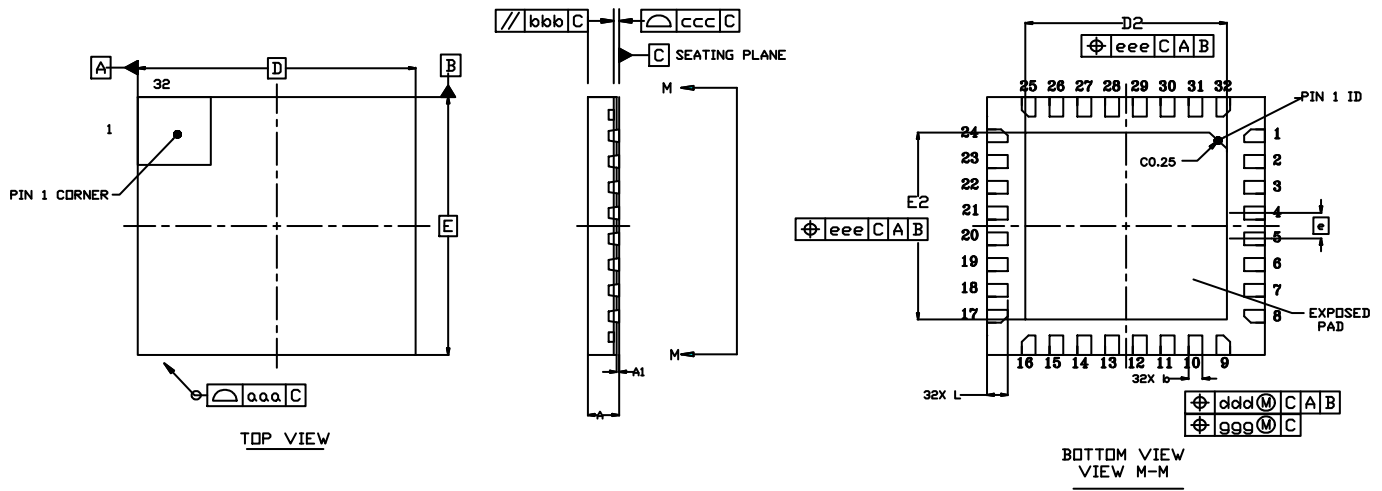 A
D
B
32
1
PIN 1 CORNER
E
aaa C
TOP VIEW
// bbb C
ccc C
C SEATING PLANE
M
M
A1
A
D2
eee C A B
25 26 27 28 29 30 31 32
PIN 1 ID
C0.25
24
23
22
21
20
19
18
17
E2
eee C A B
1
2
3
4
5
6
7
8
e
EXPOSED
PAD
16 15 14 13 12 11 10 9
32X b
32X L
ddd Ⓜ C A B
ggg Ⓜ C
BOTTOM VIEW
VIEW M-M